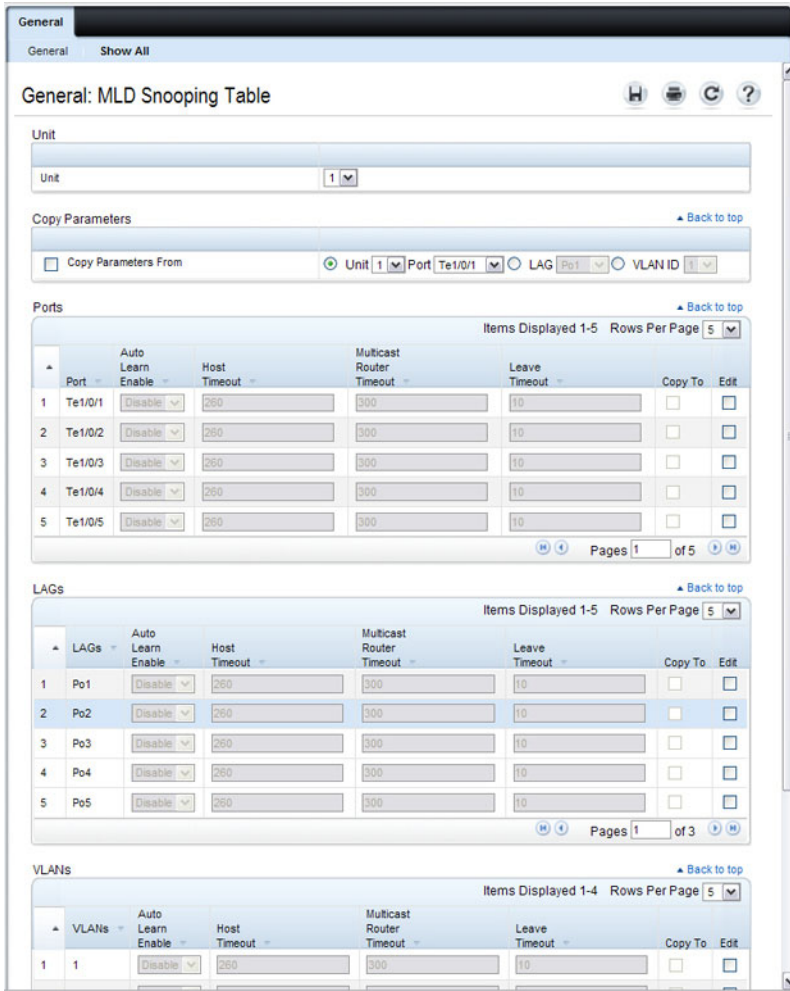 General
General Show All
General: MLD Snooping Table
Unit
Unit 1
Copy Parameters Back to top
Copy Parameters From Unit 1 Port Te1/0/1 LAG Po1 VLAN ID 1
Ports Back to top
Items Displayed 1-5 Rows Per Page 5
Port Auto Learn Enable Host Timeout Multicast Router Timeout Leave Timeout Copy To Edit
1 Te1/0/1 Disable 260 300 10
2 Te1/0/2 Disable 260 300 10
3 Te1/0/3 Disable 260 300 10
4 Te1/0/4 Disable 260 300 10
5 Te1/0/5 Disable 260 300 10
Pages 1 of 5
LAGs Back to top
Items Displayed 1-5 Rows Per Page 5
LAGs Auto Learn Enable Host Timeout Multicast Router Timeout Leave Timeout Copy To Edit
1 Po1 Disable 260 300 10
2 Po2 Disable 260 300 10
3 Po3 Disable 260 300 10
4 Po4 Disable 260 300 10
5 Po5 Disable 260 300 10
Pages 1 of 3
VLANs Back to top
Items Displayed 1-4 Rows Per Page 5
VLANs Auto Learn Enable Host Timeout Multicast Router Timeout Leave Timeout Copy To Edit
1 1 Disable 260 300 10